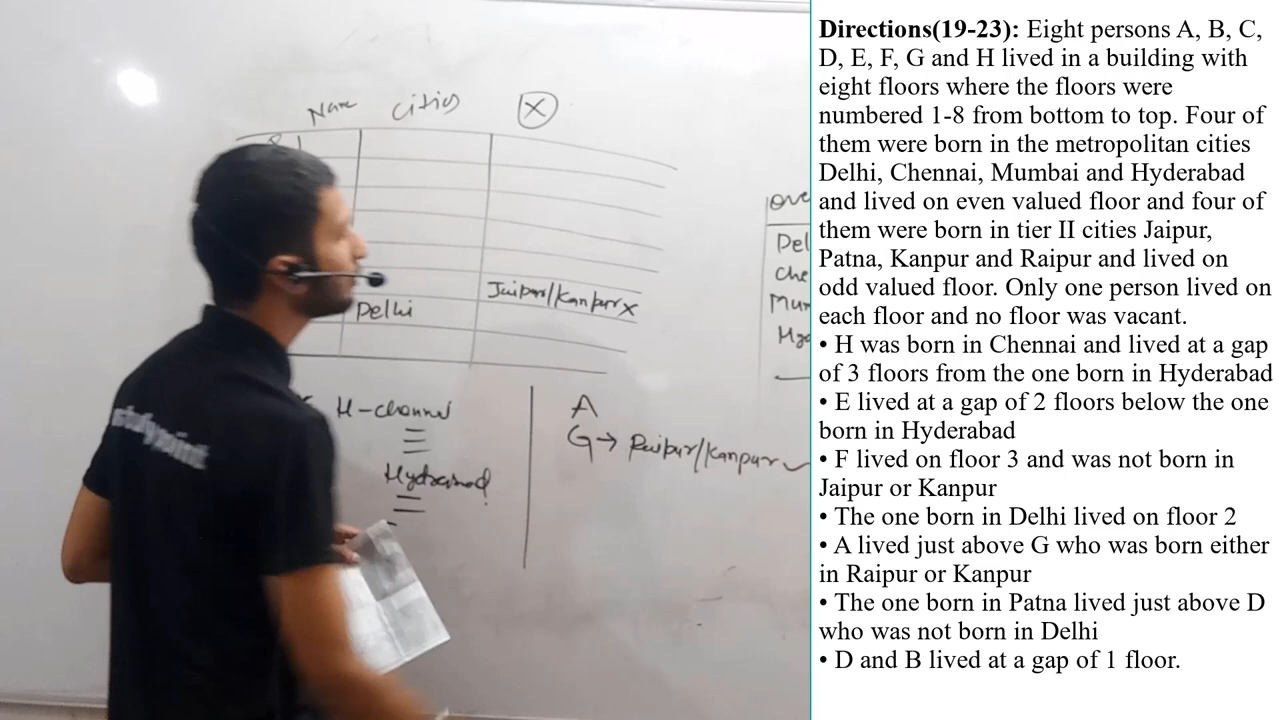 Name Cities X
8
Jaipur/Kanpur x
Delhi
Del
Che
Mum
H-chennal
A
G → Raipur/Kanpur ✓
Directions(19-23): Eight persons A, B, C,
D, E, F, G and H lived in a building with
eight floors where the floors were
numbered 1-8 from bottom to top. Four of
them were born in the metropolitan cities
Delhi, Chennai, Mumbai and Hyderabad
and lived on even valued floor and four of
them were born in tier II cities Jaipur,
Patna, Kanpur and Raipur and lived on
odd valued floor. Only one person lived on
each floor and no floor was vacant.
• H was born in Chennai and lived at a gap
of 3 floors from the one born in Hyderabad
• E lived at a gap of 2 floors below the one
born in Hyderabad
• F lived on floor 3 and was not born in
Jaipur or Kanpur
• The one born in Delhi lived on floor 2
• A lived just above G who was born either
in Raipur or Kanpur
• The one born in Patna lived just above D
who was not born in Delhi
• D and B lived at a gap of 1 floor.